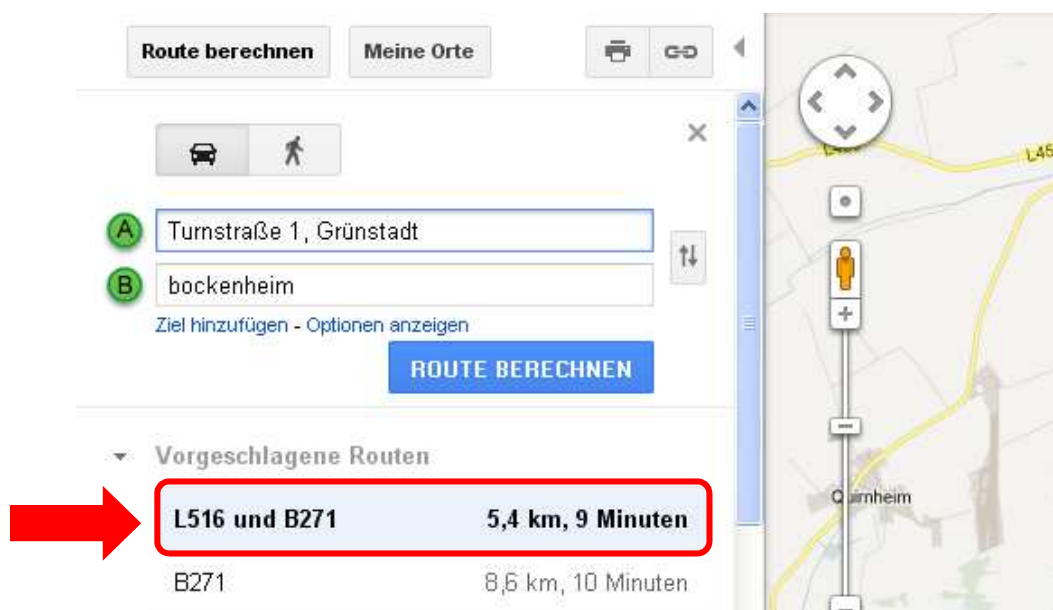 Route berechnen Meine Orte
A Turnstraße 1, Grünstadt
B bockenheim
Ziel hinzufügen - Optionen anzeigen
ROUTE BERECHNEN
Vorgeschlagene Routen
L516 und B271 5,4 km, 9 Minuten
B271 8,6 km, 10 Minuten
L45
Quirnheim